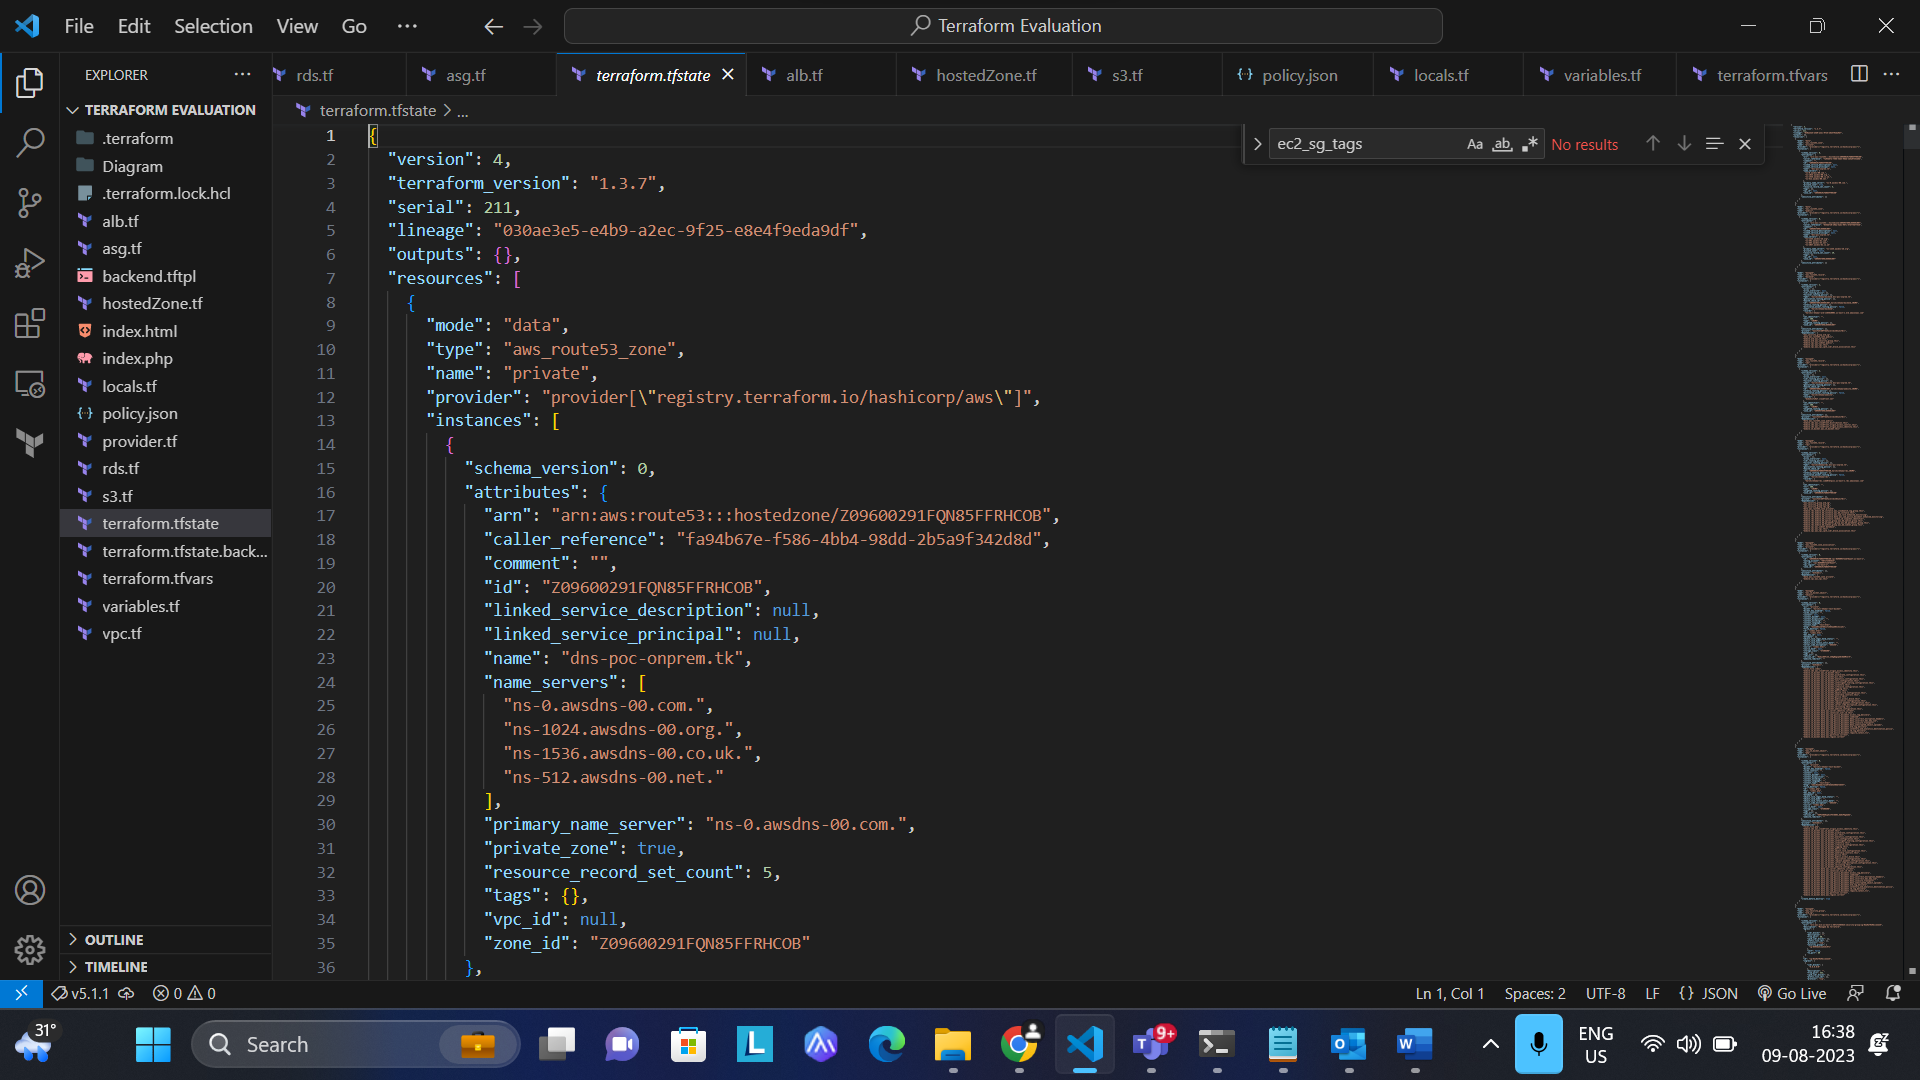 File Edit Selection View Go ···
Terraform Evaluation
EXPLORER ···
TERRAFORM EVALUATION
.terraform
Diagram
.terraform.lock.hcl
alb.tf
asg.tf
backend.tftpl
hostedZone.tf
index.html
index.php
locals.tf
policy.json
provider.tf
rds.tf
s3.tf
terraform.tfstate
terraform.tfstate.back...
terraform.tfvars
variables.tf
vpc.tf
OUTLINE
TIMELINE
rds.tf asg.tf terraform.tfstate alb.tf hostedZone.tf s3.tf policy.json locals.tf variables.tf terraform.tfvars ···
terraform.tfstate > ...
ec2_sg_tags Aa ab .* No results
1 {
2 "version": 4,
3 "terraform_version": "1.3.7",
4 "serial": 211,
5 "lineage": "030ae3e5-e4b9-a2ec-9f25-e8e4f9eda9df",
6 "outputs": {},
7 "resources": [
8 {
9 "mode": "data",
10 "type": "aws_route53_zone",
11 "name": "private",
12 "provider": "provider[\"registry.terraform.io/hashicorp/aws\"]",
13 "instances": [
14 {
15 "schema_version": 0,
16 "attributes": {
17 "arn": "arn:aws:route53:::hostedzone/Z09600291FQN85FFRHCOB",
18 "caller_reference": "fa94b67e-f586-4bb4-98dd-2b5a9f342d8d",
19 "comment": "",
20 "id": "Z09600291FQN85FFRHCOB",
21 "linked_service_description": null,
22 "linked_service_principal": null,
23 "name": "dns-poc-onprem.tk",
24 "name_servers": [
25 "ns-0.awsdns-00.com.",
26 "ns-1024.awsdns-00.org.",
27 "ns-1536.awsdns-00.co.uk.",
28 "ns-512.awsdns-00.net."
29 ],
30 "primary_name_server": "ns-0.awsdns-00.com.",
31 "private_zone": true,
32 "resource_record_set_count": 5,
33 "tags": {},
34 "vpc_id": null,
35 "zone_id": "Z09600291FQN85FFRHCOB"
36 },
v5.1.1 0 0
Ln 1, Col 1 Spaces: 2 UTF-8 LF {} JSON Go Live
31°
Search
L
9+
ENG
US
16:38
09-08-2023